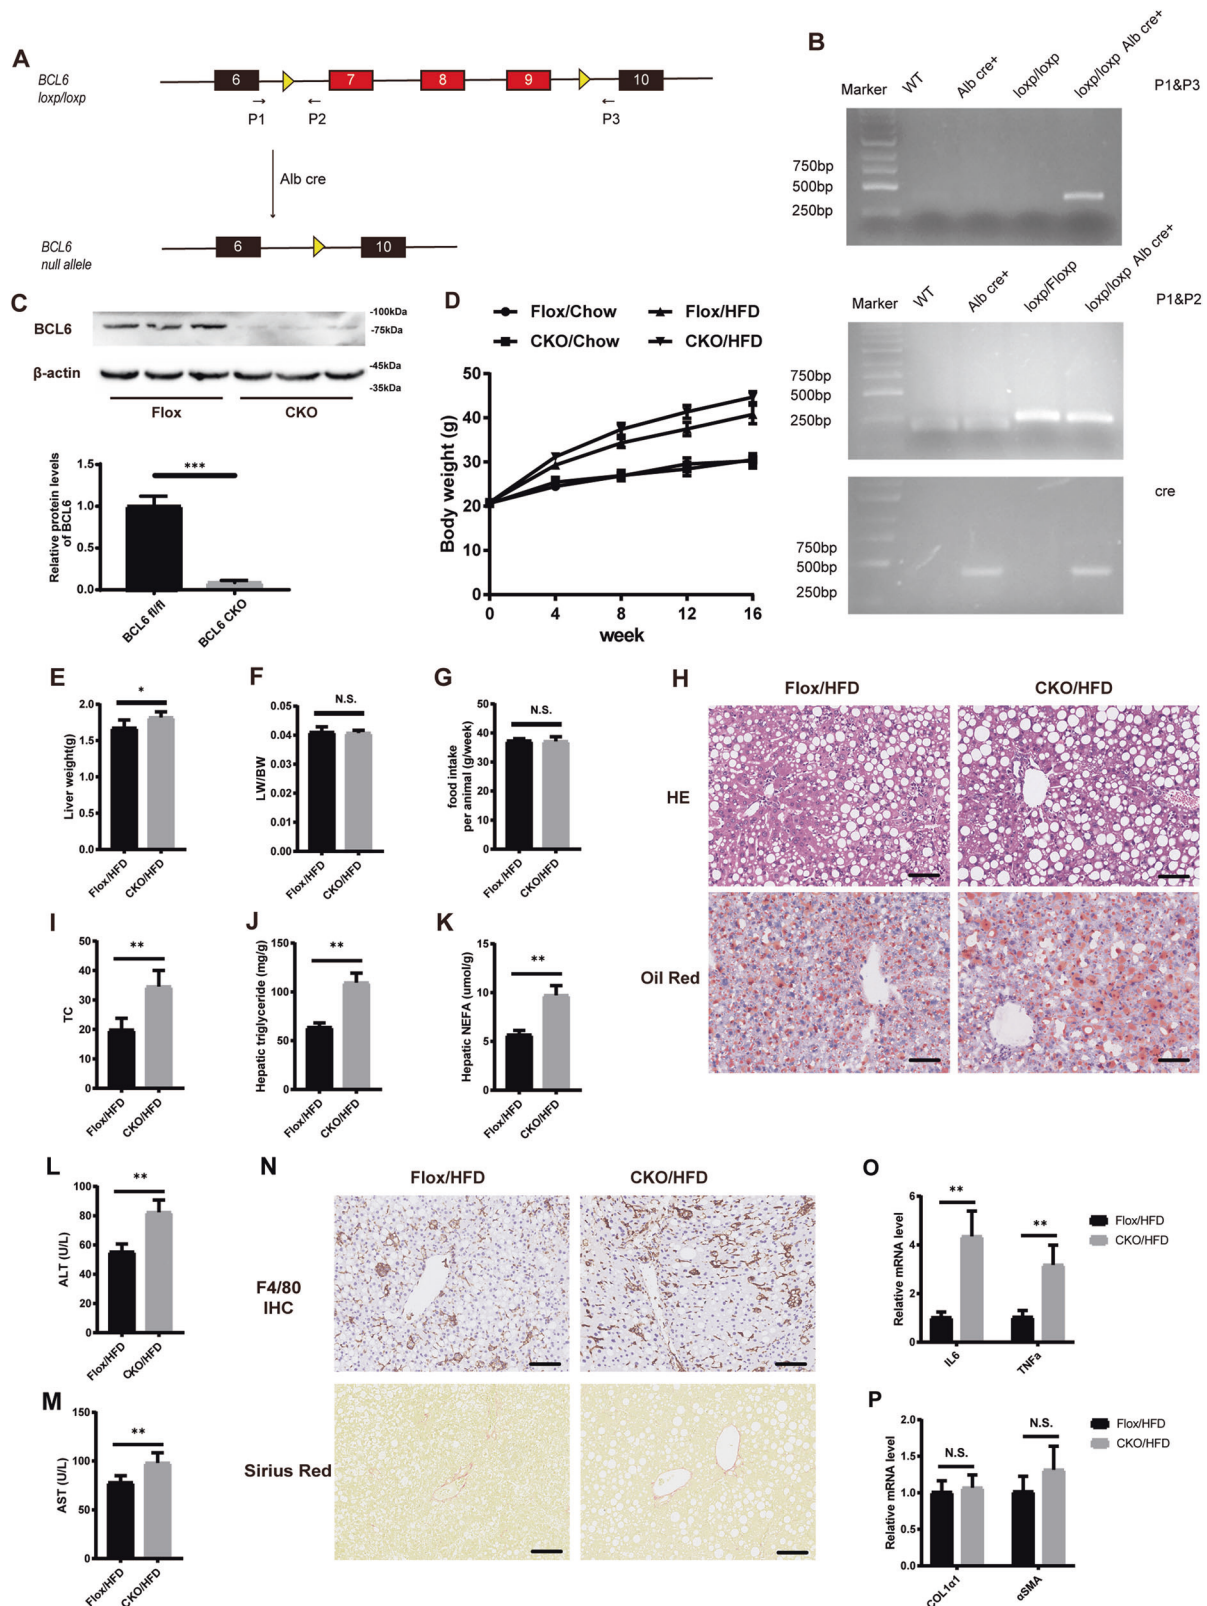 A
BCL6
loxp/loxp
6
7
8
9
10
P1
P2
P3
Alb cre
BCL6
null allele
6
10
B
Marker
WT
Alb cre+
loxp/loxp
loxp/loxp Alb cre+
P1&P3
750bp
500bp
250bp
Marker
WT
Alb cre+
loxp/Floxp
loxp/loxp Alb cre+
P1&P2
750bp
500bp
250bp
cre
750bp
500bp
250bp
C
BCL6
-100kDa
-75kDa
β-actin
-45kDa
-35kDa
Flox
CKO
Relative protein levels
of BCL6
1.5
1.0
0.5
0.0
***
BCL6 fl/fl
BCL6 CKO
D
Flox/Chow
Flox/HFD
CKO/Chow
CKO/HFD
Body weight (g)
50
40
30
20
10
0
0
4
8
12
16
week
E
Liver weight(g)
2.0
1.5
1.0
0.5
0.0
*
Flox/HFD
CKO/HFD
F
LW/BW
0.05
0.04
0.03
0.02
0.01
0.00
N.S.
Flox/HFD
CKO/HFD
G
food intake
per animal (g/week)
50
40
30
20
10
0
N.S.
Flox/HFD
CKO/HFD
H
Flox/HFD
CKO/HFD
HE
Oil Red
I
TC
50
40
30
20
10
0
**
Flox/HFD
CKO/HFD
J
Hepatic triglyceride (mg/g)
150
100
50
0
**
Flox/HFD
CKO/HFD
K
Hepatic NEFA (umol/g)
15
10
5
0
**
Flox/HFD
CKO/HFD
L
ALT (U/L)
100
80
60
40
20
0
**
Flox/HFD
CKO/HFD
M
AST (U/L)
150
100
50
0
**
Flox/HFD
CKO/HFD
N
Flox/HFD
CKO/HFD
F4/80
IHC
Sirius Red
O
Relative mRNA level
6
4
2
0
**
**
IL6
TNFa
Flox/HFD
CKO/HFD
P
Relative mRNA level
2.0
1.5
1.0
0.5
0.0
N.S.
N.S.
COL1α1
αSMA
Flox/HFD
CKO/HFD